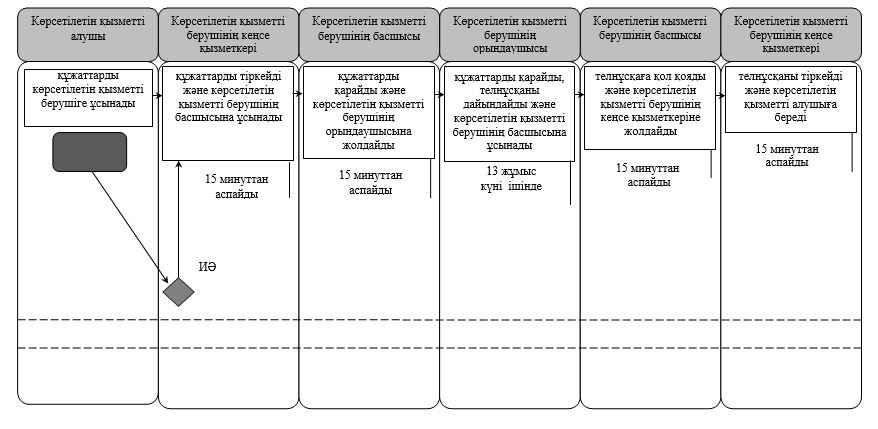 Көрсетілетін қызметті
алушы
Көрсетілетін қызметті
берушінің кеңсе
қызметкері
Көрсетілетін қызметті
берушінің басшысы
Көрсетілетін қызметті
берушінің
орындаушысы
Көрсетілетін қызметті
берушінің басшысы
Көрсетілетін қызметті
берушінің кеңсе
қызметкері
құжаттарды
көрсетілетін қызметті
берушіге ұсынады
құжаттарды тіркейді
және көрсетілетін
қызметті берушінің
басшысына ұсынады
құжаттарды
қарайды және
көрсетілетін қызметті
берушінің
орындаушысына
жолдайды
құжаттарды қарайды,
телнұсқаны
дайындайды және
көрсетілетін қызметті
берушінің басшысына
ұсынады
телнұсқаға қол қояды
және көрсетілетін
қызметті берушінің
кеңсе қызметкеріне
жолдайды
телнұсканы тіркейді
және көрсетілетін
қызметті алушыға
береді
15 минуттан
аспайды
15 минуттан
аспайды
13 жұмыс
күні ішінде
15 минуттан
аспайды
15 минуттан
аспайды
ИӘ